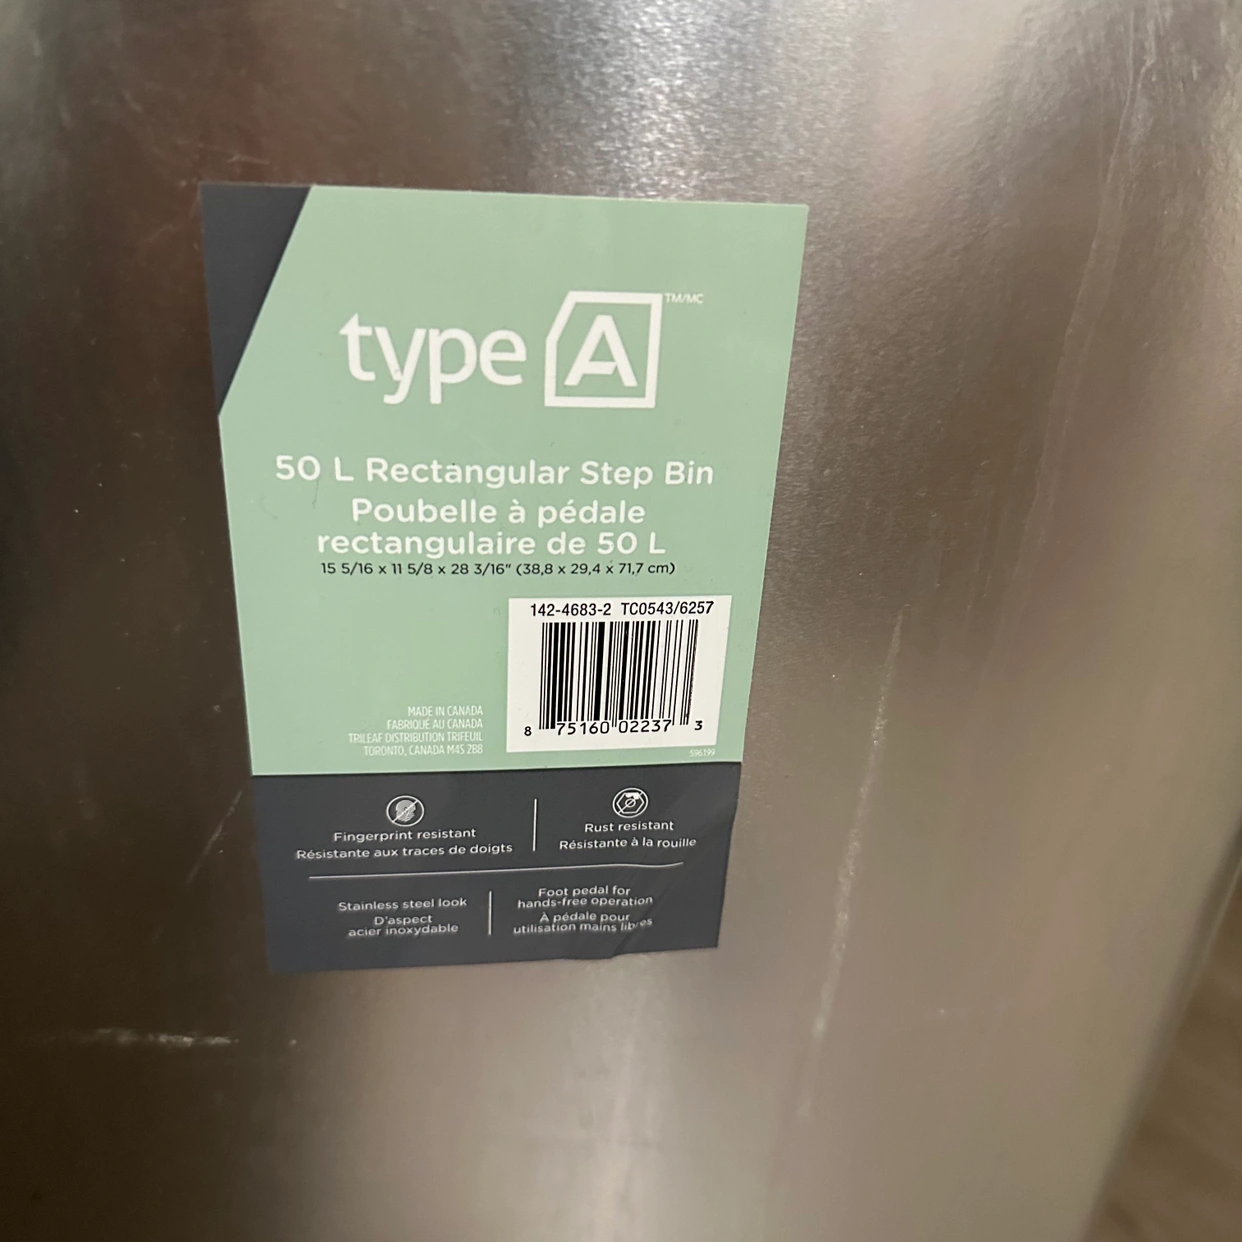 type A TM/MC
50 L Rectangular Step Bin
Poubelle à pédale
rectangulaire de 50 L
15 5/16 x 11 5/8 x 28 3/16" (38,8 x 29,4 x 71,7 cm)
142-4683-2 TC0543/6257
8 75160 02237 3
MADE IN CANADA
FABRIQUÉ AU CANADA
TRILEAF DISTRIBUTION TRIFEUIL
TORONTO, CANADA M4S 2B8
596199
Fingerprint resistant
Résistante aux traces de doigts
Rust resistant
Résistante à la rouille
Stainless steel look
D'aspect
acier inoxydable
Foot pedal for
hands-free operation
À pédale pour
utilisation mains libres